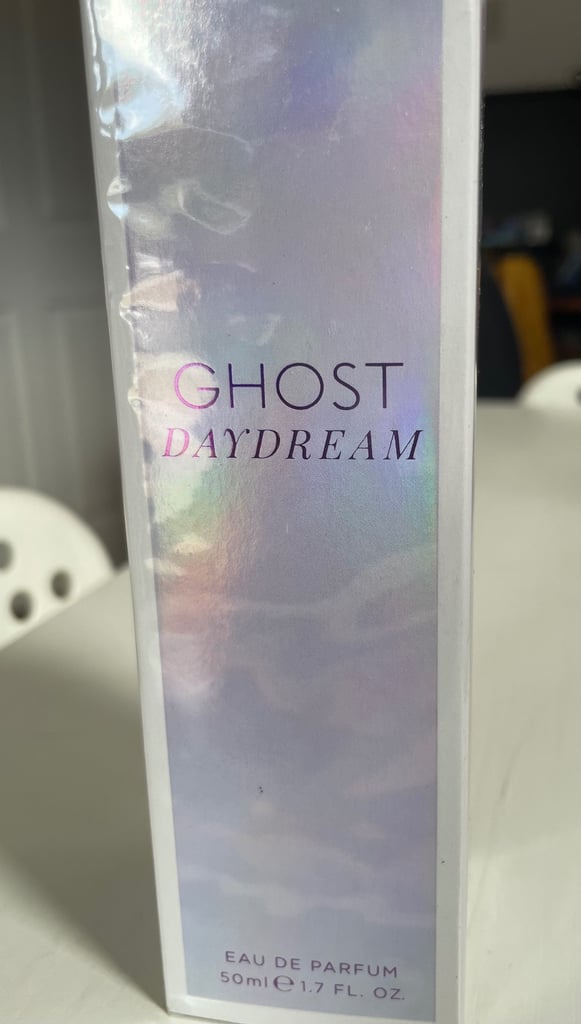 GHOST
DAYDREAM
EAU DE PARFUM
50ml ℮ 1.7 FL. OZ.